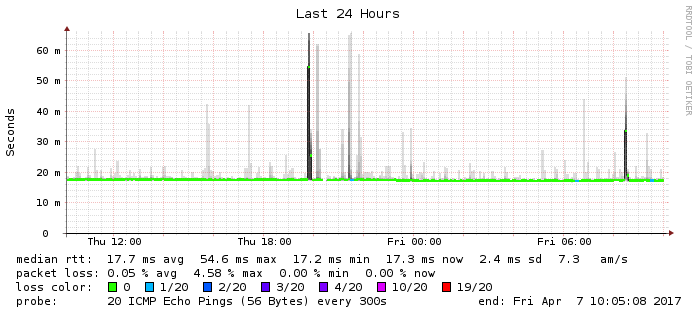 Last 24 Hours
RRDTOOL / TOBI OETIKER
Seconds
60 m
50 m
40 m
30 m
20 m
10 m
0
Thu 12:00 Thu 18:00 Fri 00:00 Fri 06:00
median rtt: 17.7 ms avg 54.6 ms max 17.2 ms min 17.3 ms now 2.4 ms sd 7.3 am/s
packet loss: 0.05 % avg 4.58 % max 0.00 % min 0.00 % now
loss color: 0 1/20 2/20 3/20 4/20 10/20 19/20
probe: 20 ICMP Echo Pings (56 Bytes) every 300s end: Fri Apr 7 10:05:08 2017